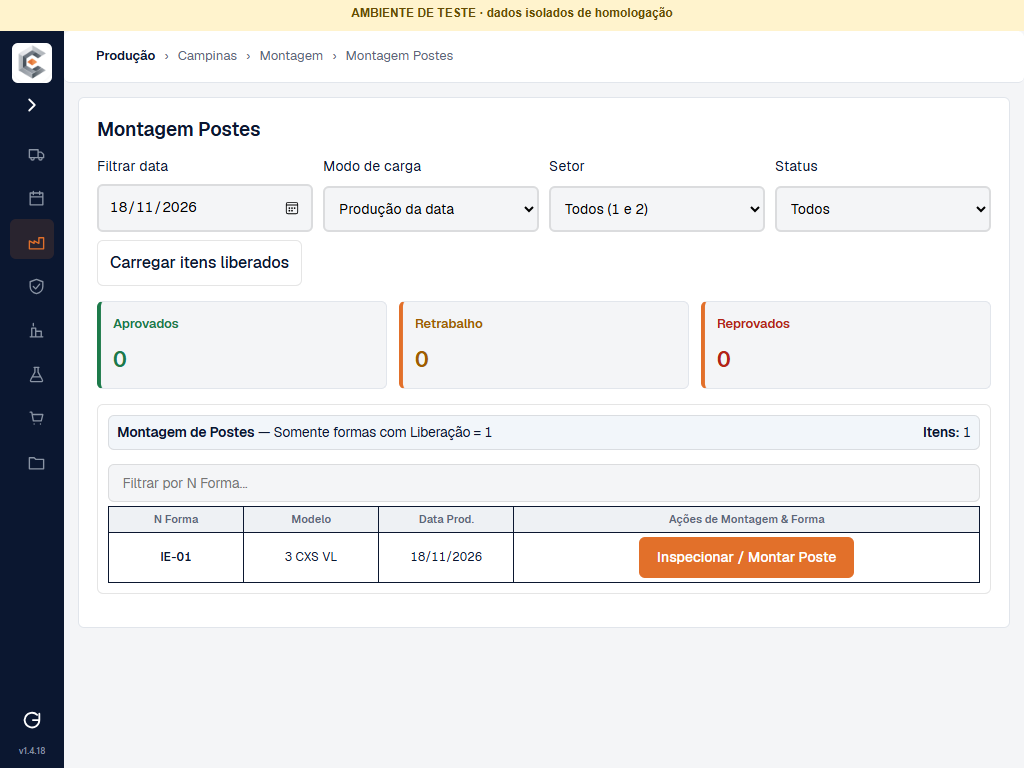 AMBIENTE DE TESTE · dados isolados de homologação
Produção › Campinas › Montagem › Montagem Postes
Montagem Postes
Filtrar data
Modo de carga
Setor
Status
18/11/2026
Produção da data
Todos (1 e 2)
Todos
Carregar itens liberados
Aprovados
Retrabalho
Reprovados
0
0
0
Montagem de Postes — Somente formas com Liberação = 1
Itens: 1
Filtrar por N Forma...
N Forma
Modelo
Data Prod.
Ações de Montagem & Forma
IE-01
3 CXS VL
18/11/2026
Inspecionar / Montar Poste
v1.4.18